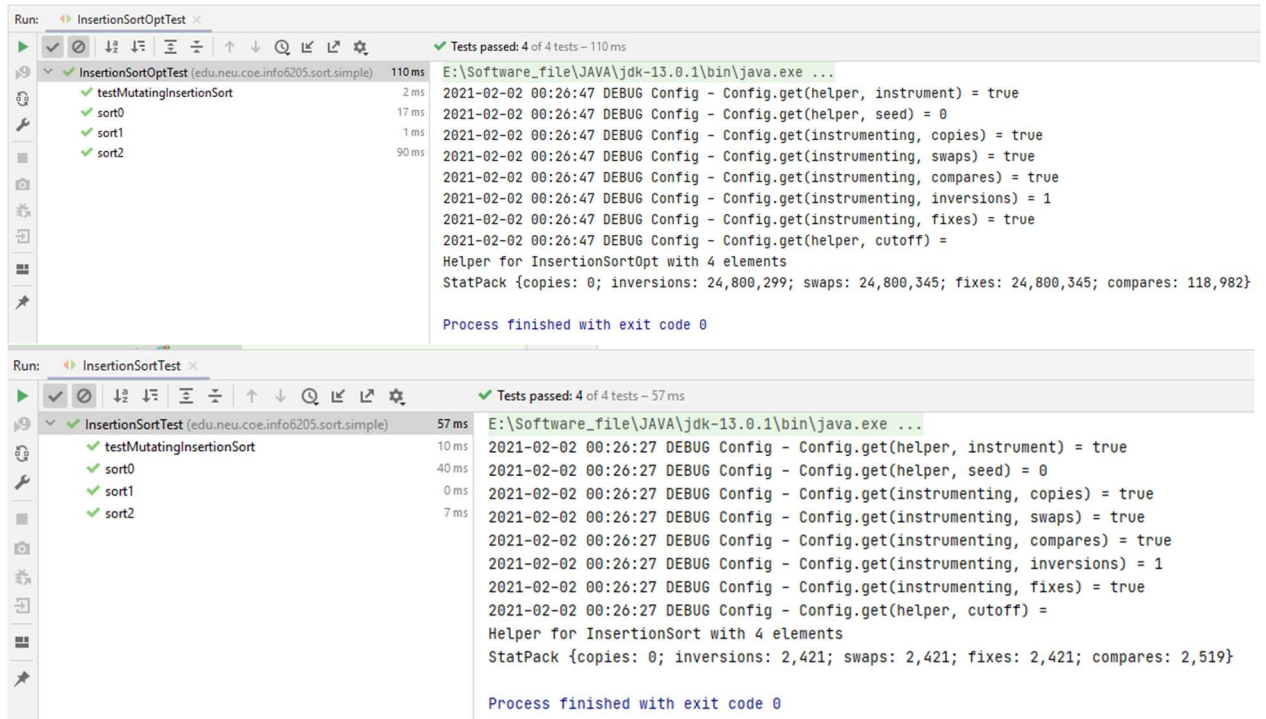 Run: InsertionSortOptTest ×
Tests passed: 4 of 4 tests – 110 ms
InsertionSortOptTest (edu.neu.coe.info6205.sort.simple) 110 ms
testMutatingInsertionSort 2 ms
sort0 17 ms
sort1 1 ms
sort2 90 ms
E:\Software_file\JAVA\jdk-13.0.1\bin\java.exe ...
2021-02-02 00:26:47 DEBUG Config - Config.get(helper, instrument) = true
2021-02-02 00:26:47 DEBUG Config - Config.get(helper, seed) = 0
2021-02-02 00:26:47 DEBUG Config - Config.get(instrumenting, copies) = true
2021-02-02 00:26:47 DEBUG Config - Config.get(instrumenting, swaps) = true
2021-02-02 00:26:47 DEBUG Config - Config.get(instrumenting, compares) = true
2021-02-02 00:26:47 DEBUG Config - Config.get(instrumenting, inversions) = 1
2021-02-02 00:26:47 DEBUG Config - Config.get(instrumenting, fixes) = true
2021-02-02 00:26:47 DEBUG Config - Config.get(helper, cutoff) =
Helper for InsertionSortOpt with 4 elements
StatPack {copies: 0; inversions: 24,800,299; swaps: 24,800,345; fixes: 24,800,345; compares: 118,982}
Process finished with exit code 0
Run: InsertionSortTest ×
Tests passed: 4 of 4 tests – 57 ms
InsertionSortTest (edu.neu.coe.info6205.sort.simple) 57 ms
testMutatingInsertionSort 10 ms
sort0 40 ms
sort1 0 ms
sort2 7 ms
E:\Software_file\JAVA\jdk-13.0.1\bin\java.exe ...
2021-02-02 00:26:27 DEBUG Config - Config.get(helper, instrument) = true
2021-02-02 00:26:27 DEBUG Config - Config.get(helper, seed) = 0
2021-02-02 00:26:27 DEBUG Config - Config.get(instrumenting, copies) = true
2021-02-02 00:26:27 DEBUG Config - Config.get(instrumenting, swaps) = true
2021-02-02 00:26:27 DEBUG Config - Config.get(instrumenting, compares) = true
2021-02-02 00:26:27 DEBUG Config - Config.get(instrumenting, inversions) = 1
2021-02-02 00:26:27 DEBUG Config - Config.get(instrumenting, fixes) = true
2021-02-02 00:26:27 DEBUG Config - Config.get(helper, cutoff) =
Helper for InsertionSort with 4 elements
StatPack {copies: 0; inversions: 2,421; swaps: 2,421; fixes: 2,421; compares: 2,519}
Process finished with exit code 0